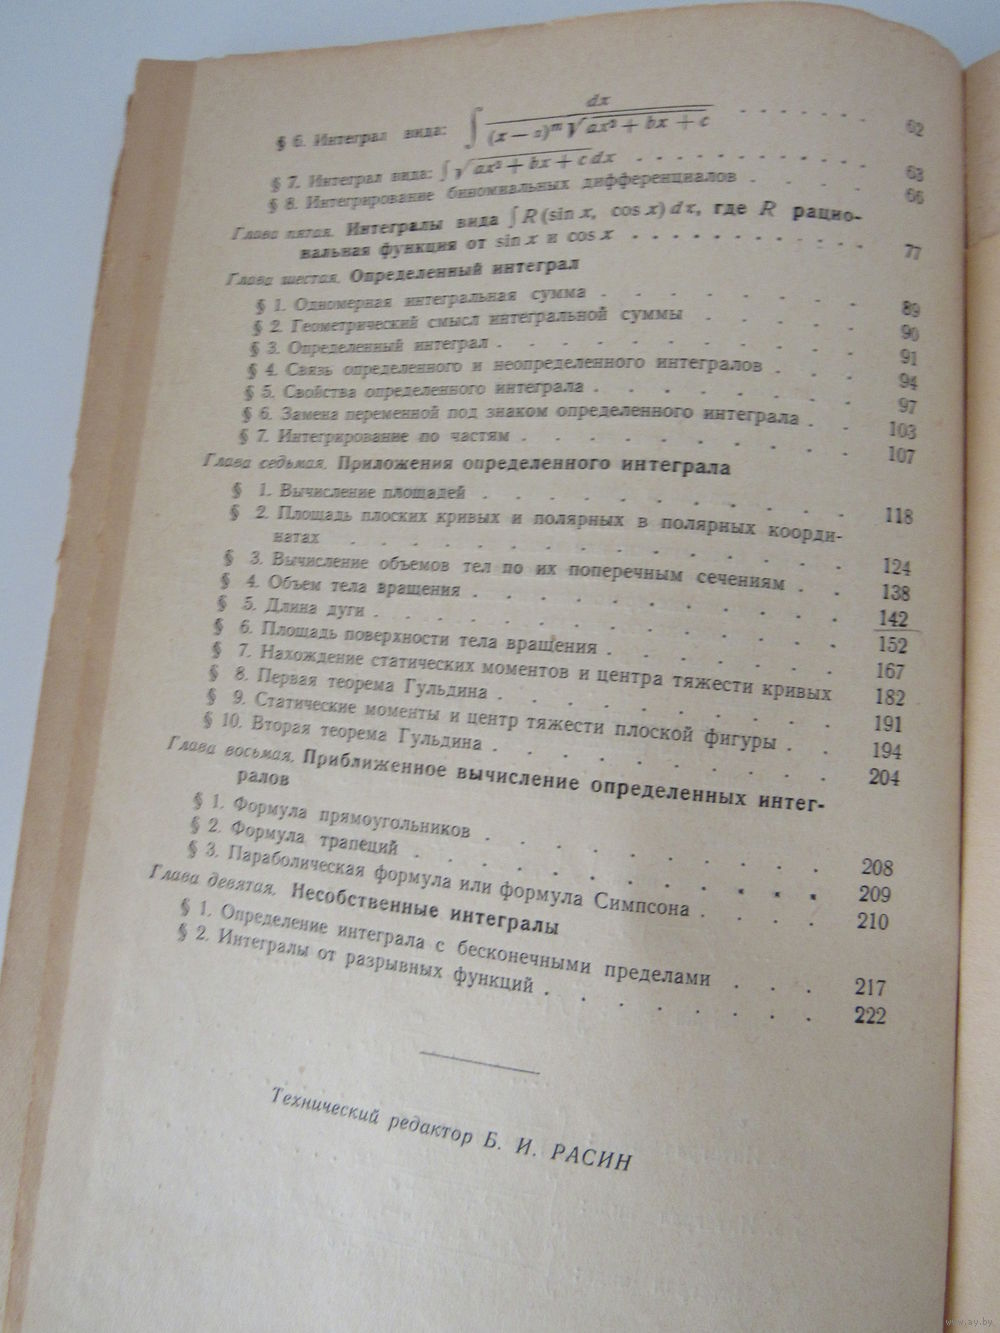 § 6. Интеграл вида: ∫ dx / (x − α)ᵐ √ax² + bx + c . . . . . . . 62
§ 7. Интеграл вида: ∫ √ax² + bx + c dx . . . . . . . . . . . . 63
§ 8. Интегрирование биномиальных дифференциалов . . . . 66
Глава пятая. Интегралы вида ∫ R (sin x, cos x) dx, где R рацио-
нальная функция от sin x и cos x . . . . . . . . . . . 77
Глава шестая. Определенный интеграл
§ 1. Одномерная интегральная сумма . . . . . . . . 89
§ 2. Геометрический смысл интегральной суммы . . . . . 90
§ 3. Определенный интеграл . . . . . . . . . . . 91
§ 4. Связь определенного и неопределенного интегралов . . . 94
§ 5. Свойства определенного интеграла . . . . . . . . 97
§ 6. Замена переменной под знаком определенного интеграла . . 103
§ 7. Интегрирование по частям . . . . . . . . . . 107
Глава седьмая. Приложения определенного интеграла
§ 1. Вычисление площадей . . . . . . . . . . . 118
§ 2. Площадь плоских кривых и полярных в полярных коорди-
натах . . . . . . . . . . . . . . . 124
§ 3. Вычисление объемов тел по их поперечным сечениям . . 138
§ 4. Объем тела вращения . . . . . . . . . . . 142
§ 5. Длина дуги . . . . . . . . . . . . . . 152
§ 6. Площадь поверхности тела вращения . . . . . . . 167
§ 7. Нахождение статических моментов и центра тяжести кривых 182
§ 8. Первая теорема Гульдина . . . . . . . . . . 191
§ 9. Статические моменты и центр тяжести плоской фигуры . . 194
§ 10. Вторая теорема Гульдина . . . . . . . . . . 204
Глава восьмая. Приближенное вычисление определенных интег-
ралов
§ 1. Формула прямоугольников . . . . . . . . . . 208
§ 2. Формула трапеций . . . . . . . . . . . . 209
§ 3. Параболическая формула или формула Симпсона . . . . 210
Глава девятая. Несобственные интегралы
§ 1. Определение интеграла с бесконечными пределами . . . 217
§ 2. Интегралы от разрывных функций . . . . . . . . 222
Технический редактор Б. И. РАСИН
www.ay.by